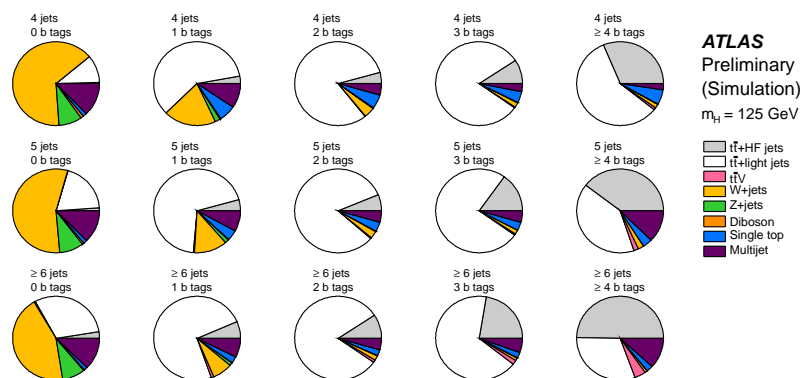 4 jets
0 b tags
4 jets
1 b tags
4 jets
2 b tags
4 jets
3 b tags
4 jets
≥ 4 b tags
ATLAS
Preliminary
(Simulation)
m_H = 125 GeV
5 jets
0 b tags
5 jets
1 b tags
5 jets
2 b tags
5 jets
3 b tags
5 jets
≥ 4 b tags
tt̄+HF jets
tt̄+light jets
tt̄V
W+jets
Z+jets
Diboson
Single top
Multijet
≥ 6 jets
0 b tags
≥ 6 jets
1 b tags
≥ 6 jets
2 b tags
≥ 6 jets
3 b tags
≥ 6 jets
≥ 4 b tags